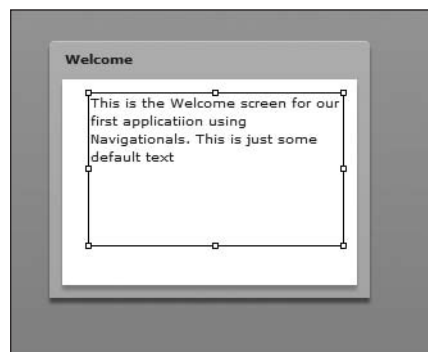 Welcome
This is the Welcome screen for our
first applicatiion using
Navigationals. This is just some
default text